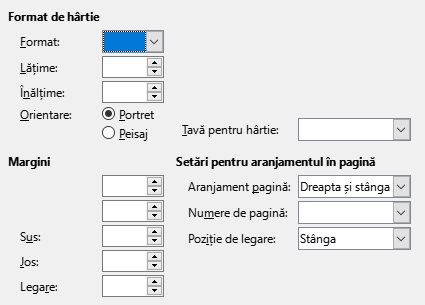 Format de hârtie
Format:
Lățime:
Înălțime:
Orientare: Portret
Peisaj
Tavă pentru hârtie:
Margini
Setări pentru aranjamentul în pagină
Aranjament pagină: Dreapta și stânga
Numere de pagină:
Sus:
Poziție de legare: Stânga
Jos:
Legare: